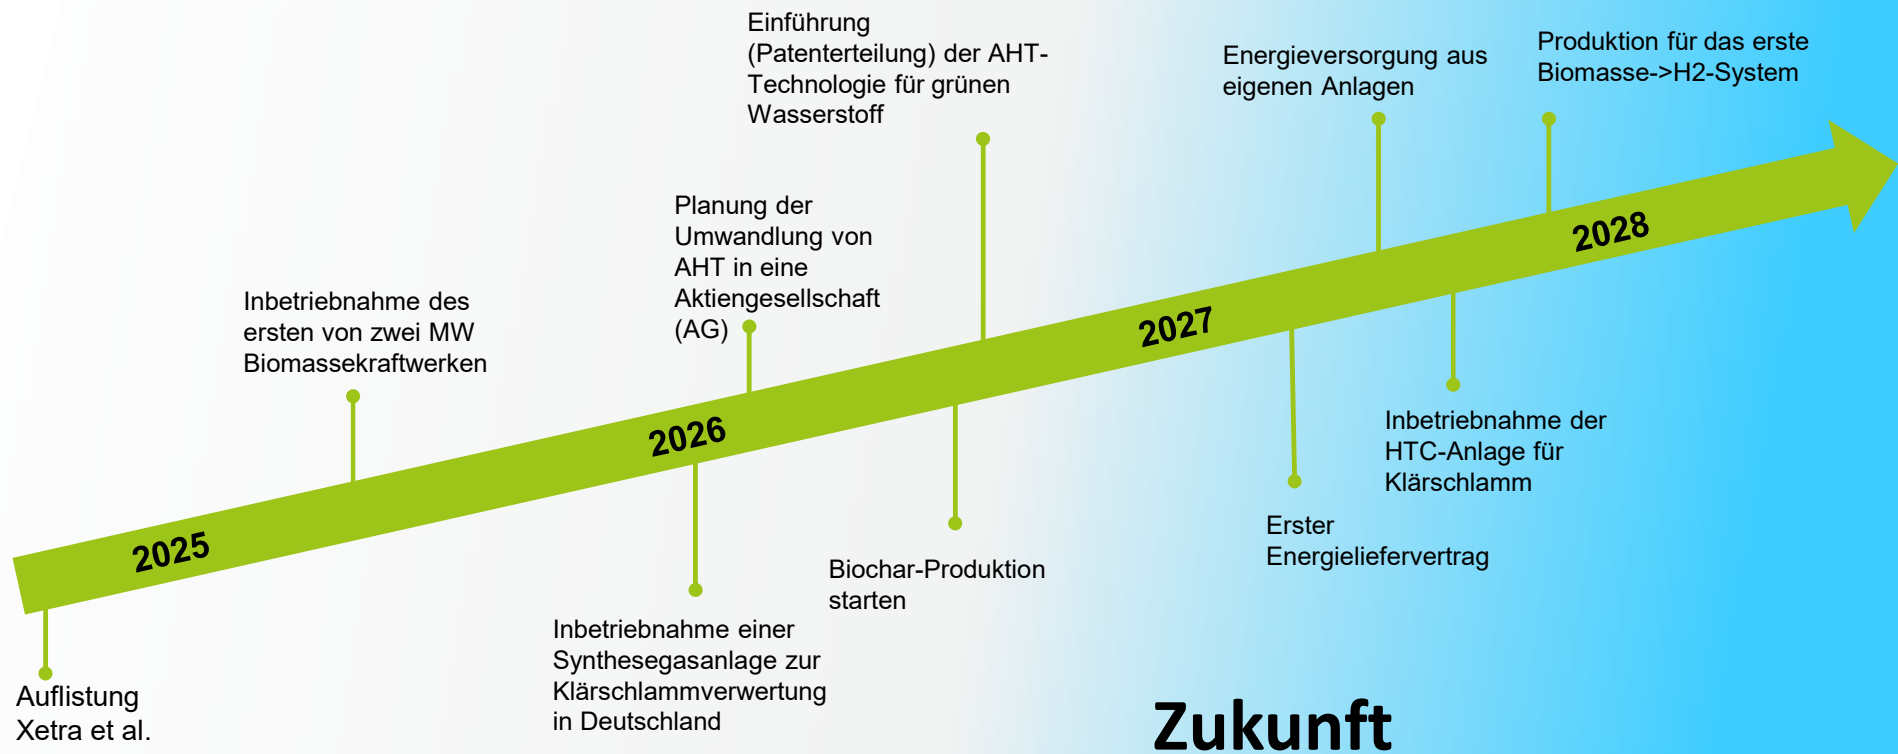 Einführung
(Patenterteilung) der AHT-
Technologie für grünen
Wasserstoff
Energieversorgung aus
eigenen Anlagen
Produktion für das erste
Biomasse->H2-System
Planung der
Umwandlung von
AHT in eine
Aktiengesellschaft
(AG)
Inbetriebnahme des
ersten von zwei MW
Biomassekraftwerken
2025
2026
2027
2028
Auflistung
Xetra et al.
Inbetriebnahme einer
Synthesegasanlage zur
Klärschlammverwertung
in Deutschland
Biochar-Produktion
starten
Erster
Energieliefervertrag
Inbetriebnahme der
HTC-Anlage für
Klärschlamm
Zukunft